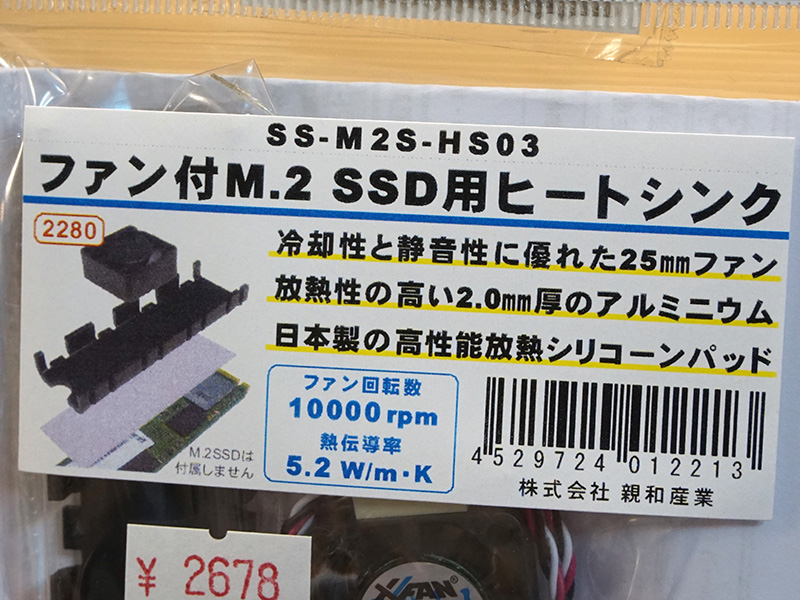 SS-M2S-HS03
ファン付M.2 SSD用ヒートシンク
2280
冷却性と静音性に優れた25mmファン
放熱性の高い2.0mm厚のアルミニウム
日本製の高性能放熱シリコーンパッド
ファン回転数
10000rpm
熱伝導率
5.2 W/m・K
M.2SSDは
付属しません
4 529724 012213
株式会社 親和産業
¥ 2678
X-FAN